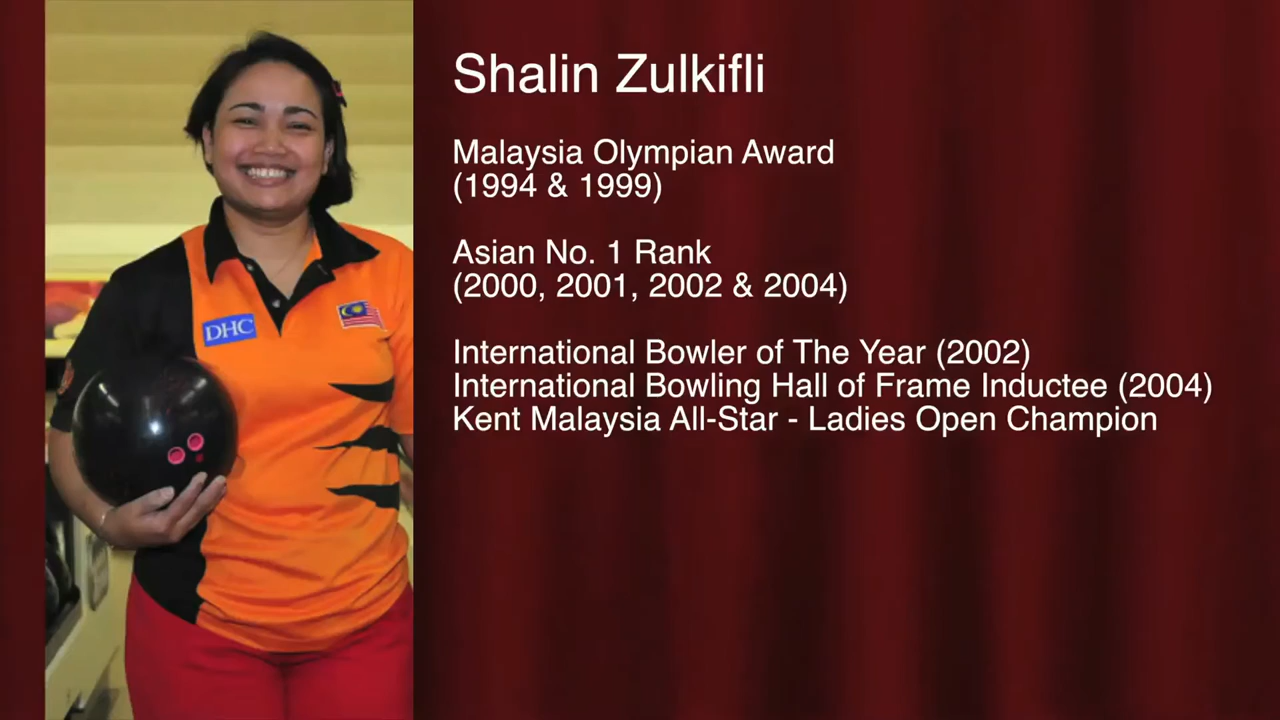 Shalin Zulkifli
Malaysia Olympian Award
(1994 & 1999)
Asian No. 1 Rank
(2000, 2001, 2002 & 2004)
International Bowler of The Year (2002)
International Bowling Hall of Frame Inductee (2004)
Kent Malaysia All-Star - Ladies Open Champion
DHC